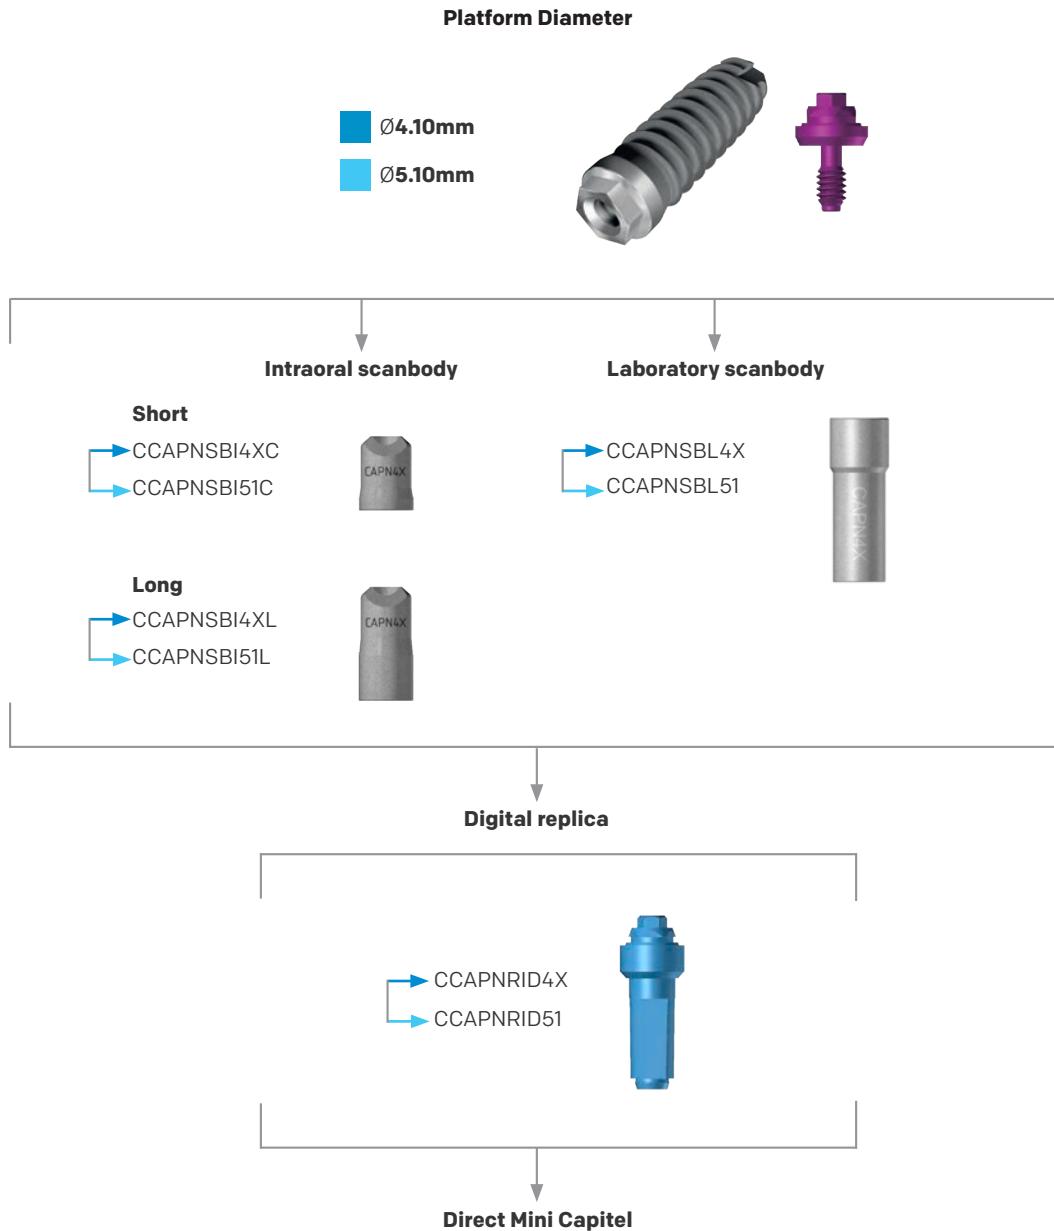 Platform Diameter
Ø4.10mm
Ø5.10mm
Intraoral scanbody
Laboratory scanbody
Short
CCAPNSBI4XC
CCAPNSBI51C
CAPN4X
CCAPNSBL4X
CCAPNSBL51
CAPN4X
Long
CCAPNSBI4XL
CCAPNSBI51L
CAPN4X
Digital replica
CCAPNRID4X
CCAPNRID51
Direct Mini Capitel